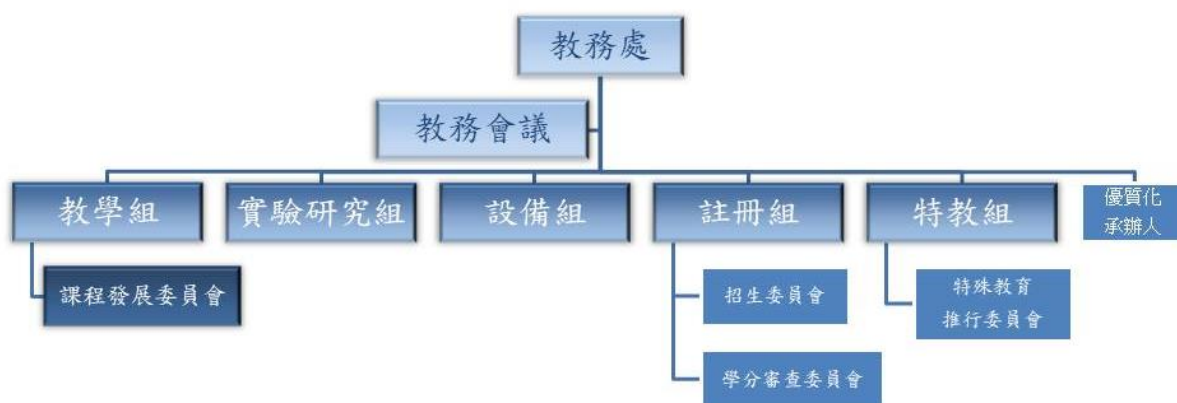 教務處
教務會議
教學組
實驗研究組
設備組
註冊組
特教組
優質化
承辦人
課程發展委員會
招生委員會
特殊教育
推行委員會
學分審查委員會